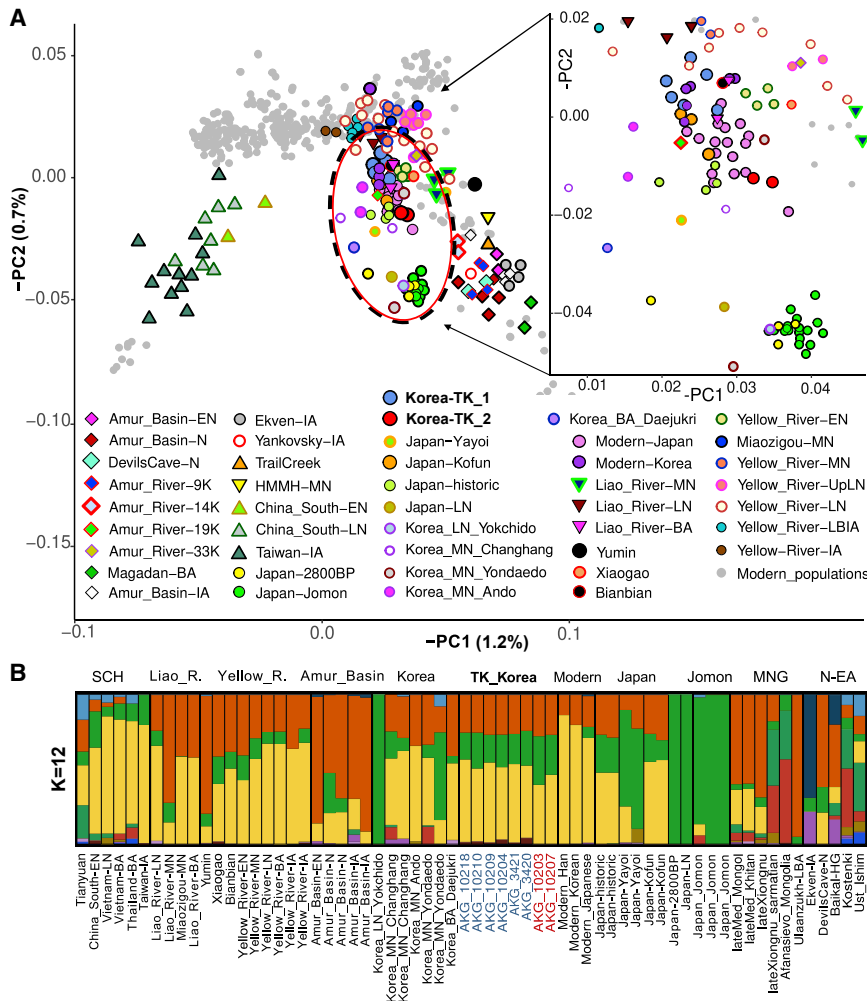 A
0.05
0.00
−0.05
−0.10
−0.15
−PC2 (0.7%)
−0.1
0.0
0.1
−PC1 (1.2%)
0.02
0.00
-0.02
-0.04
-PC2
0.01
0.02
0.03
0.04
-PC1
Amur_Basin-EN
Amur_Basin-N
DevilsCave-N
Amur_River-9K
Amur_River-14K
Amur_River-19K
Amur_River-33K
Magadan-BA
Amur_Basin-IA
Ekven-IA
Yankovsky-IA
TrailCreek
HMMH-MN
China_South-EN
China_South-LN
Taiwan-IA
Japan-2800BP
Japan-Jomon
Korea-TK_1
Korea-TK_2
Japan-Yayoi
Japan-Kofun
Japan-historic
Japan-LN
Korea_LN_Yokchido
Korea_MN_Changhang
Korea_MN_Yondaedo
Korea_MN_Ando
Korea_BA_Daejukri
Modern-Japan
Modern-Korea
Liao_River-MN
Liao_River-LN
Liao_River-BA
Yumin
Xiaogao
Bianbian
Yellow_River-EN
Miaozigou-MN
Yellow_River-MN
Yellow_River-UpLN
Yellow_River-LN
Yellow_River-LBIA
Yellow-River-IA
Modern_populations
B
SCH
Liao_R.
Yellow_R.
Amur_Basin
Korea
TK_Korea
Modern
Japan
Jomon
MNG
N-EA
K=12
Tianyuan
China_South-EN
Vietnam-LN
Vietnam-BA
Thailand-BA
Taiwan-IA
Liao_River-LN
Liao_River-MN
Miaozigou-MN
Liao_River-BA
Yumin
Xiaogao
Bianbian
Yellow_River-EN
Yellow_River-MN
Yellow_River-LN
Yellow_River-BA
Yellow_River-IA
Yellow_River-IA
Amur_Basin-EN
Amur_Basin-N
Amur_Basin-N
Amur_Basin-IA
Amur_Basin-IA
Korea_LN_Yokchido
Korea_MN_Changhang
Korea_MN_Changhang
Korea_MN_Ando
Korea_MN_Yondaedo
Korea_MN_Yondaedo
Korea_BA_Daejukri
AKG_10218
AKG_10210
AKG_10209
AKG_10204
AKG_3421
AKG_3420
AKG_10203
AKG_10207
Modern_Han
Modern_Korean
Modern_Japanese
Japan-historic
Japan-historic
Japan-Yayoi
Japan-Yayoi
Japan-Kofun
Japan-Kofun
Japan-2800BP
Japan-LN
Japan_Jomon
Japan_Jomon
Japan_Jomon
lateMed_Mongol
lateMed_Khitan
lateXiongnu
lateXiongnu_sarmatian
Afanasievo_Mongolia
Ulaanzukh-LBA
Ekven-IA
DevilsCave-N
Baikal-HG
Kostenki
Ust_Ishim